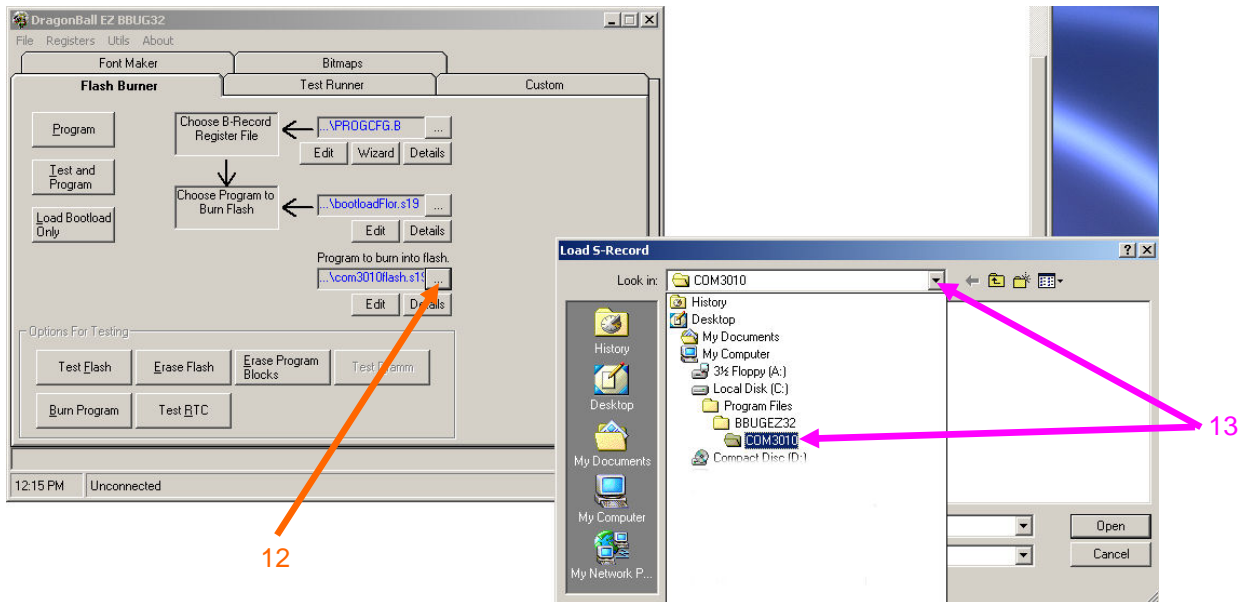 DragonBall EZ BBUG32
File Registers Utils About
Font Maker Bitmaps
Flash Burner Test Runner Custom
Program
Choose B-Record
Register File
...\PROGCFG.B ...
Edit Wizard Details
Test and
Program
Choose Program to
Burn Flash
...\bootloadFlor.s19 ...
Load Bootload
Only
Edit Details
Program to burn into flash.
...\com3010flash.s19 ...
Edit Details
Options For Testing
Test Flash Erase Flash Erase Program
Blocks
Burn Program Test RTC
12:15 PM Unconnected
12
Load S-Record
Look in: COM3010
History
Desktop
My Documents
My Computer
3½ Floppy (A:)
Local Disk (C:)
Program Files
BBUGEZ32
COM3010
Compact Disc (D:)
History
Desktop
My Documents
My Computer
My Network P...
Open
Cancel
13